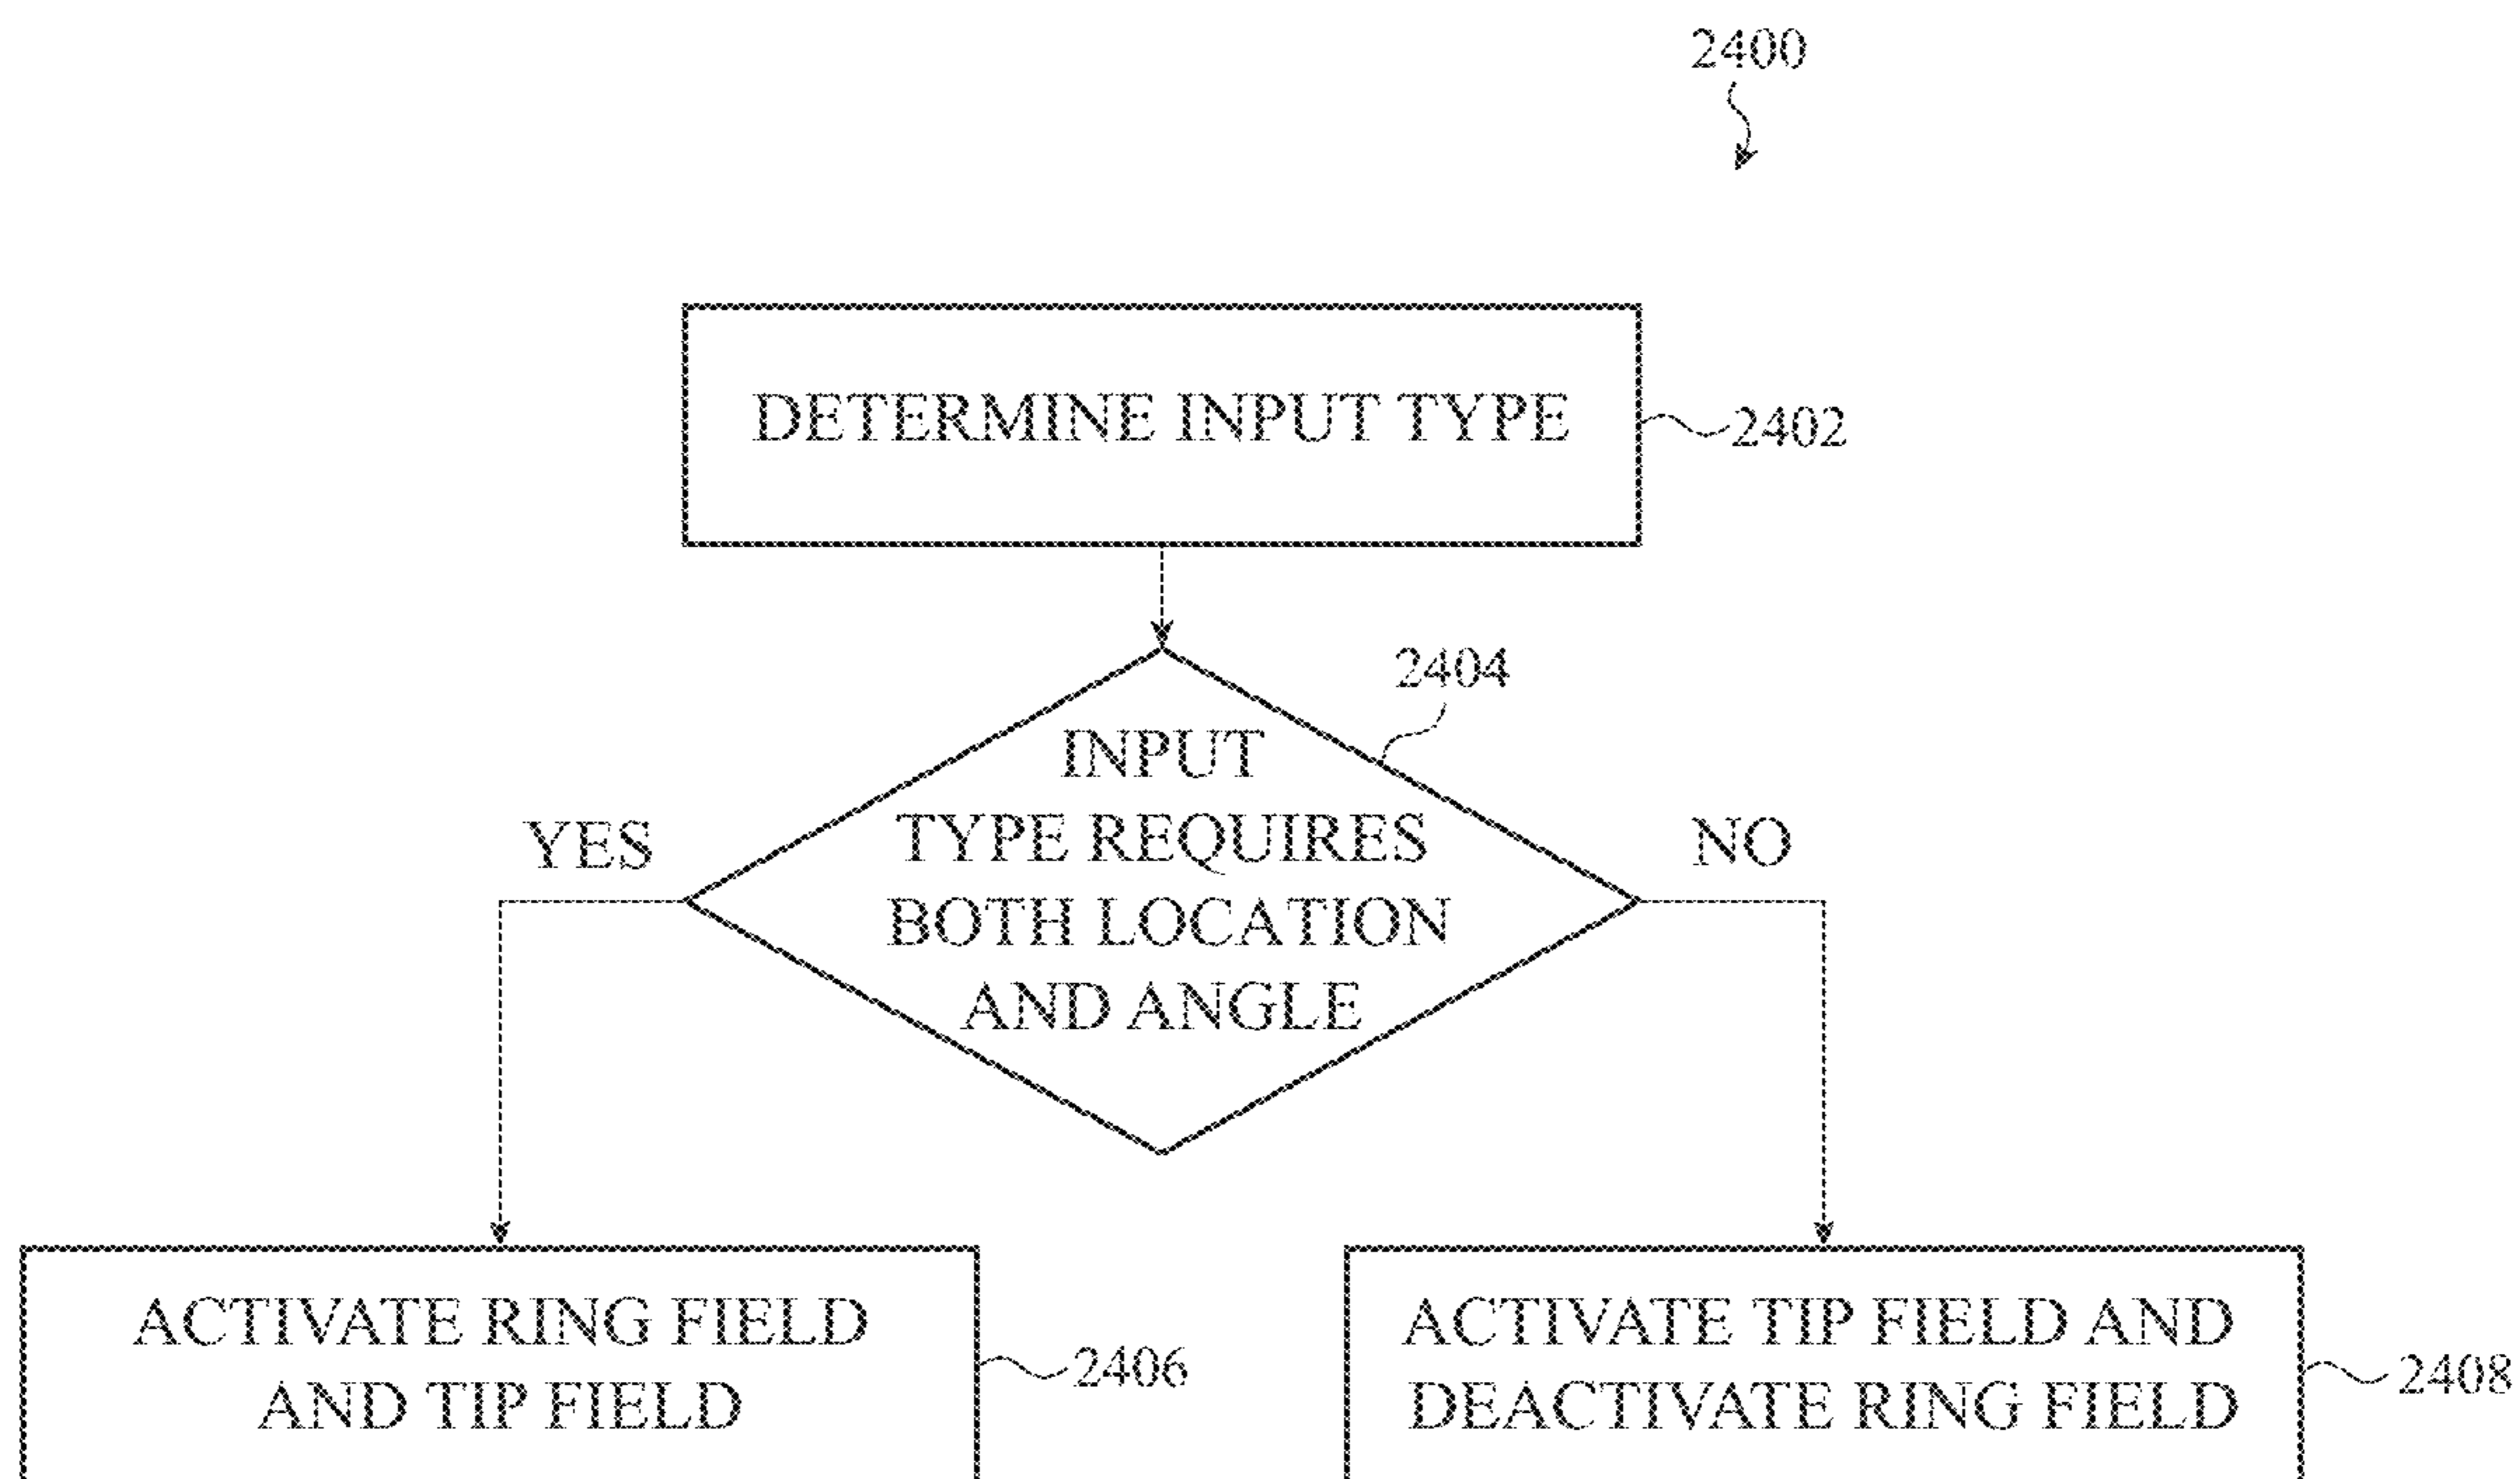 2400
DETERMINE INPUT TYPE
2402
2404
INPUT
TYPE REQUIRES
BOTH LOCATION
AND ANGLE
YES
NO
ACTIVATE RING FIELD
AND TIP FIELD
2406
ACTIVATE TIP FIELD AND
DEACTIVATE RING FIELD
2408